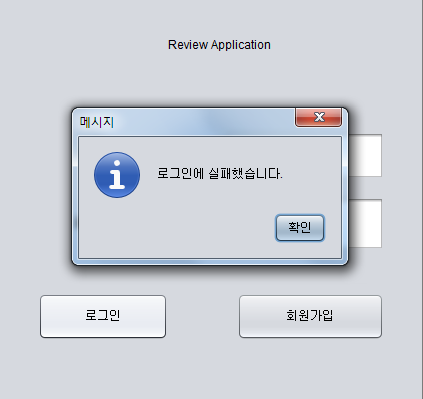 Review Application
메시지
로그인에 실패했습니다.
확인
로그인
회원가입